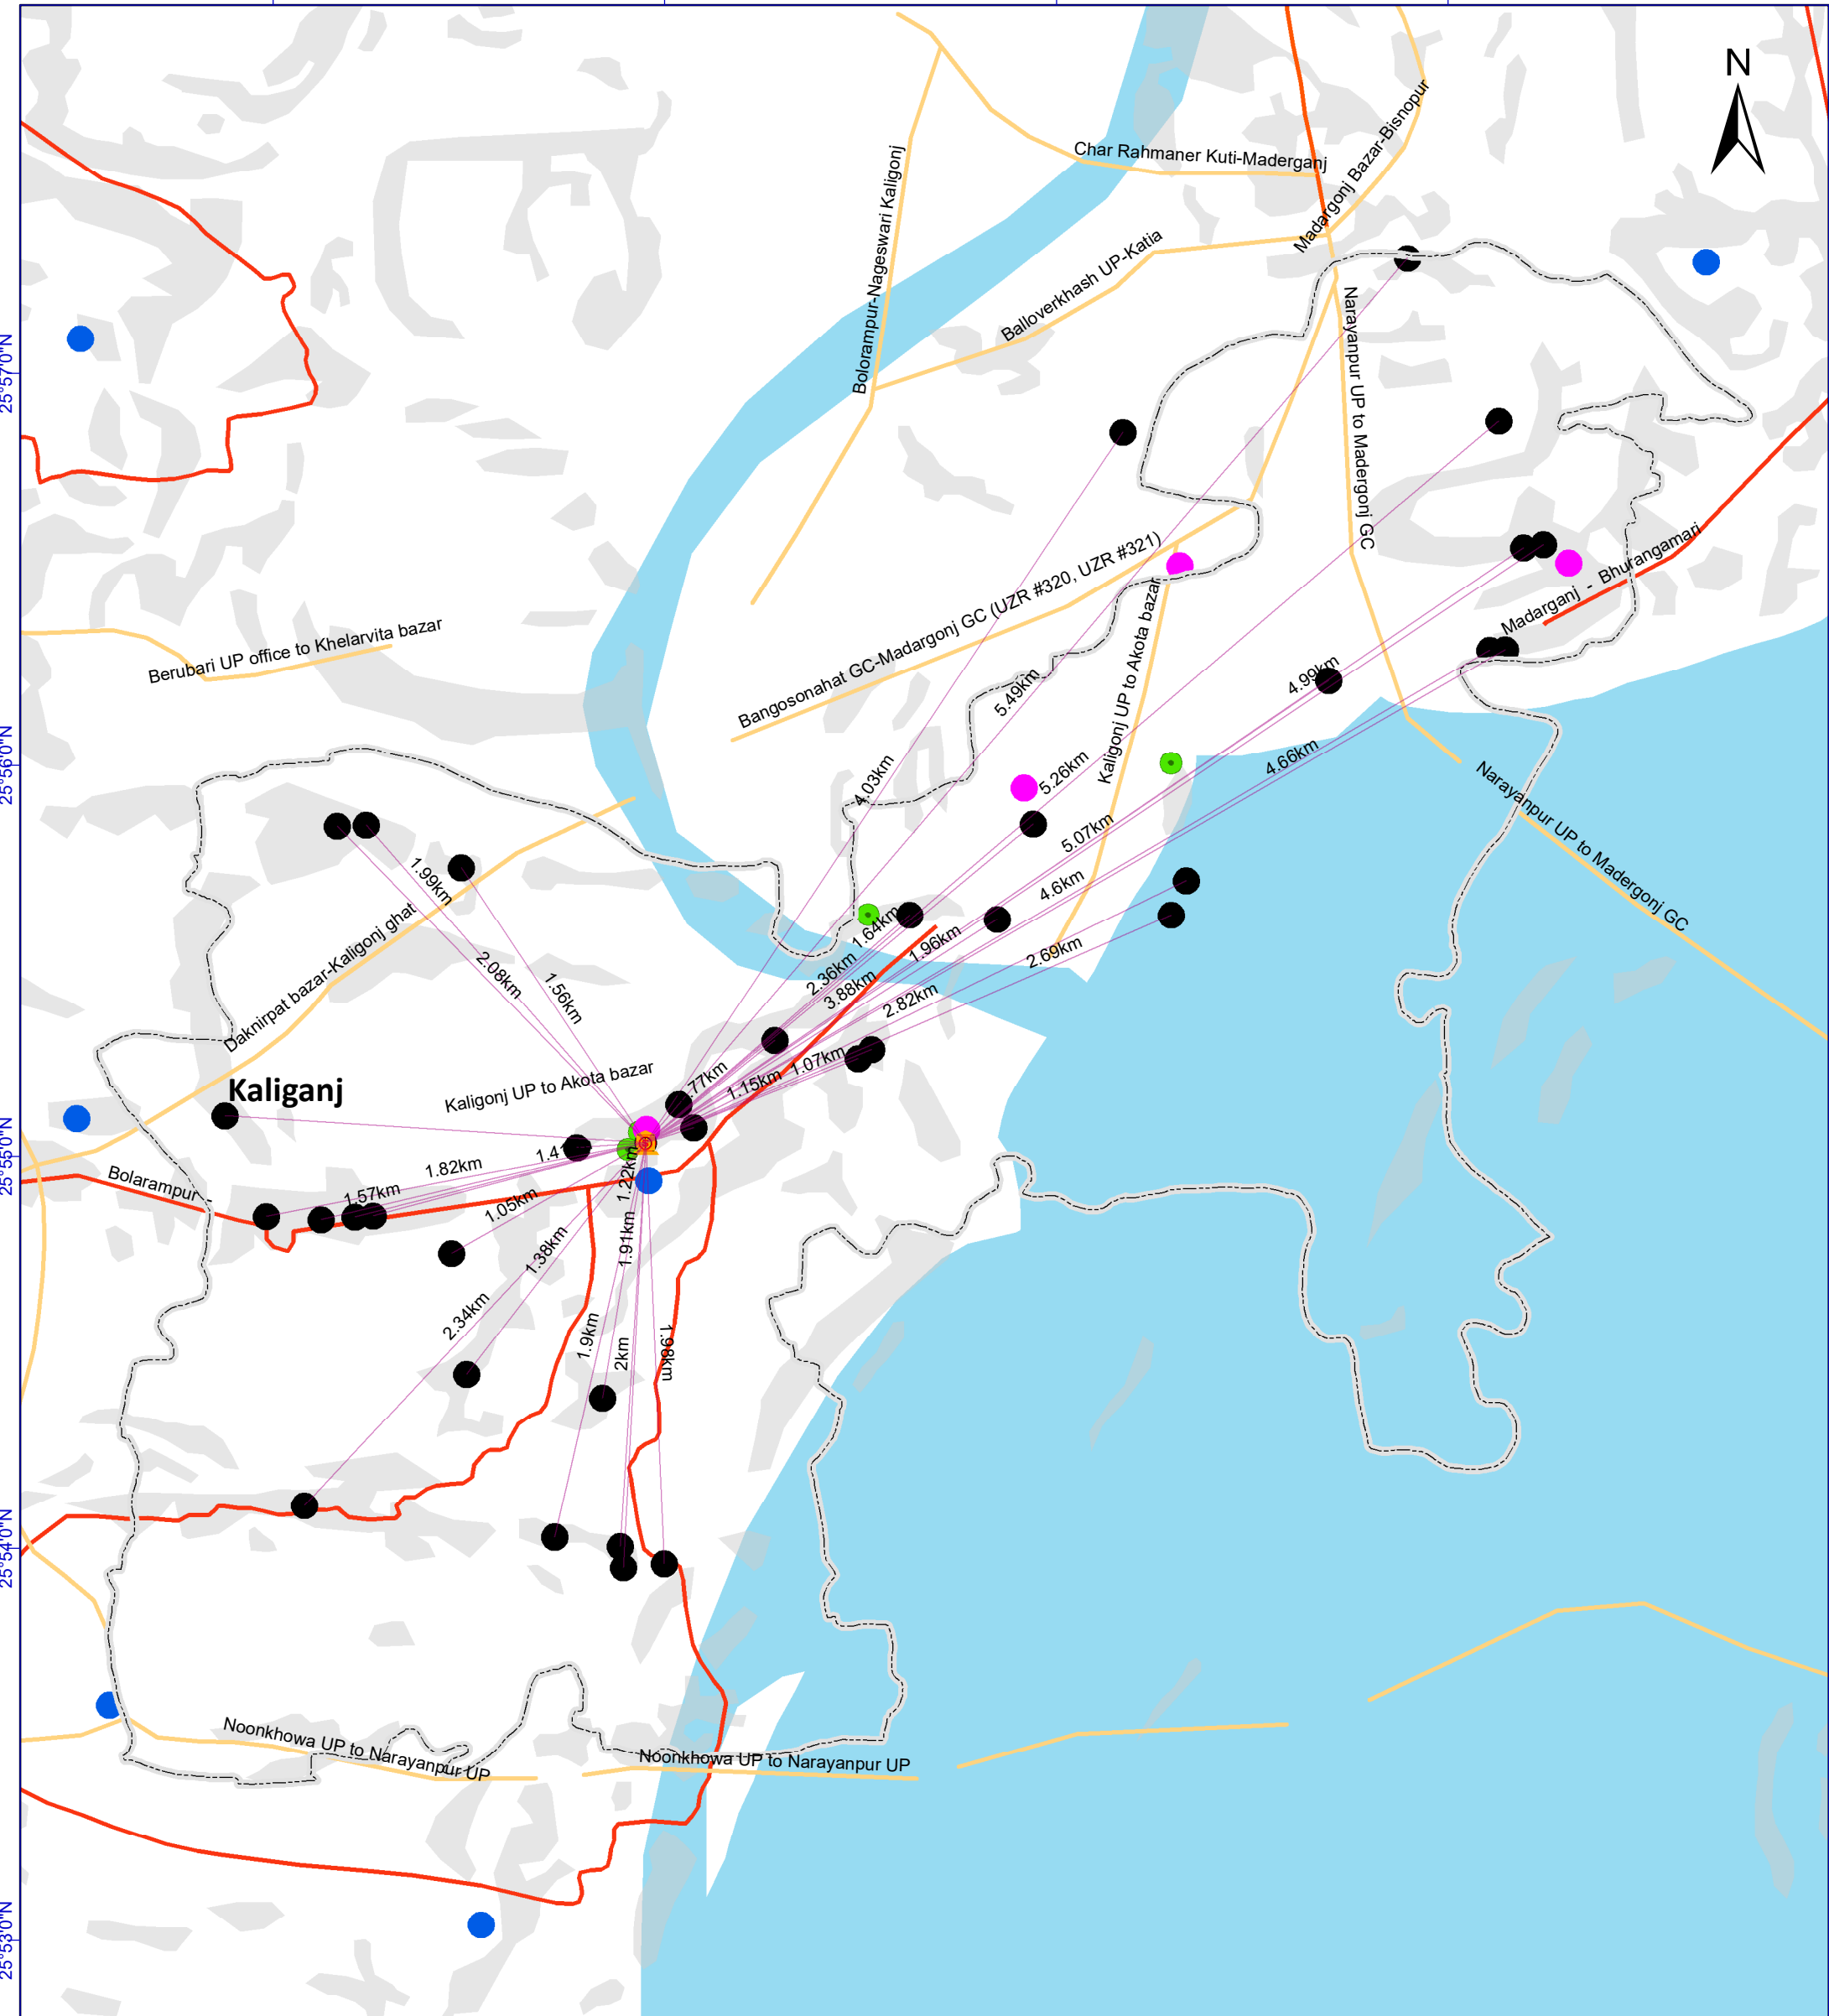 N
Char Rahmaner Kuti-Maderganj
Madargonj Bazar-Bisnopur
Bolorampur-Nageswari Kaligonj
Balloverkhash UP-Katia
Narayanpur UP to Madergonj GC
25°57'0"N
Bangosonahat GC-Madargonj GC (UZR #320, UZR #321)
Madarganj - Bhurangamari
Kaligonj UP to Akota bazar
Berubari UP office to Khelarvita bazar
5.49km
4.99km
4.03km
5.26km
4.66km
25°56'0"N
Narayanpur UP to Madergonj GC
5.07km
1.99km
4.6km
Daknirpat bazar-Kaligonj ghat
1.64km
1.96km
2.69km
2.08km
1.56km
2.36km
3.88km
2.82km
Kaliganj
Kaligonj UP to Akota bazar
.77km
1.15km
1.07km
25°55'0"N
Bolarampur -
1.82km
1.4
1.22km
1.57km
1.05km
1.38km
1.91km
2.34km
1.9km
2km
1.98km
25°54'0"N
Noonkhowa UP to Narayanpur UP
Noonkhowa UP to Narayanpur UP
25°53'0"N